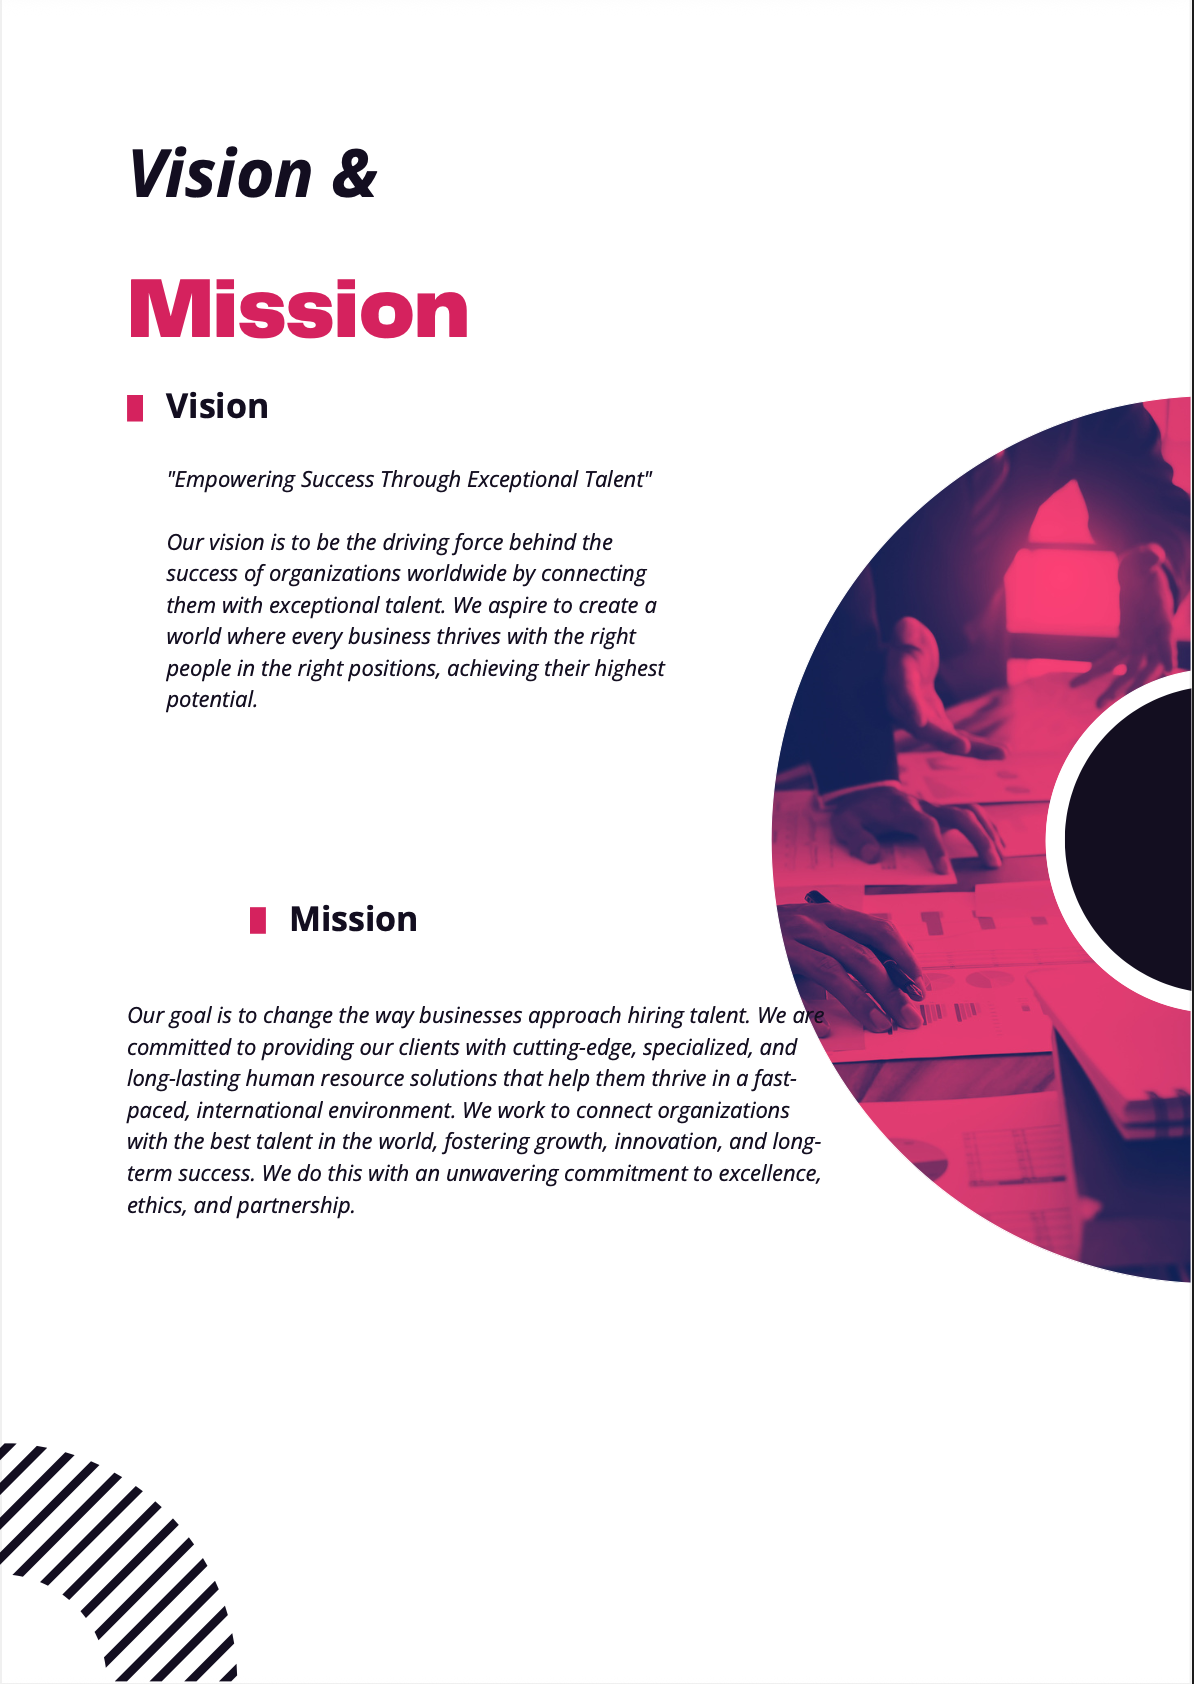 Vision &
Mission
Vision
"Empowering Success Through Exceptional Talent"
Our vision is to be the driving force behind the
success of organizations worldwide by connecting
them with exceptional talent. We aspire to create a
world where every business thrives with the right
people in the right positions, achieving their highest
potential.
Mission
Our goal is to change the way businesses approach hiring talent. We are
committed to providing our clients with cutting-edge, specialized, and
long-lasting human resource solutions that help them thrive in a fast-
paced, international environment. We work to connect organizations
with the best talent in the world, fostering growth, innovation, and long-
term success. We do this with an unwavering commitment to excellence,
ethics, and partnership.